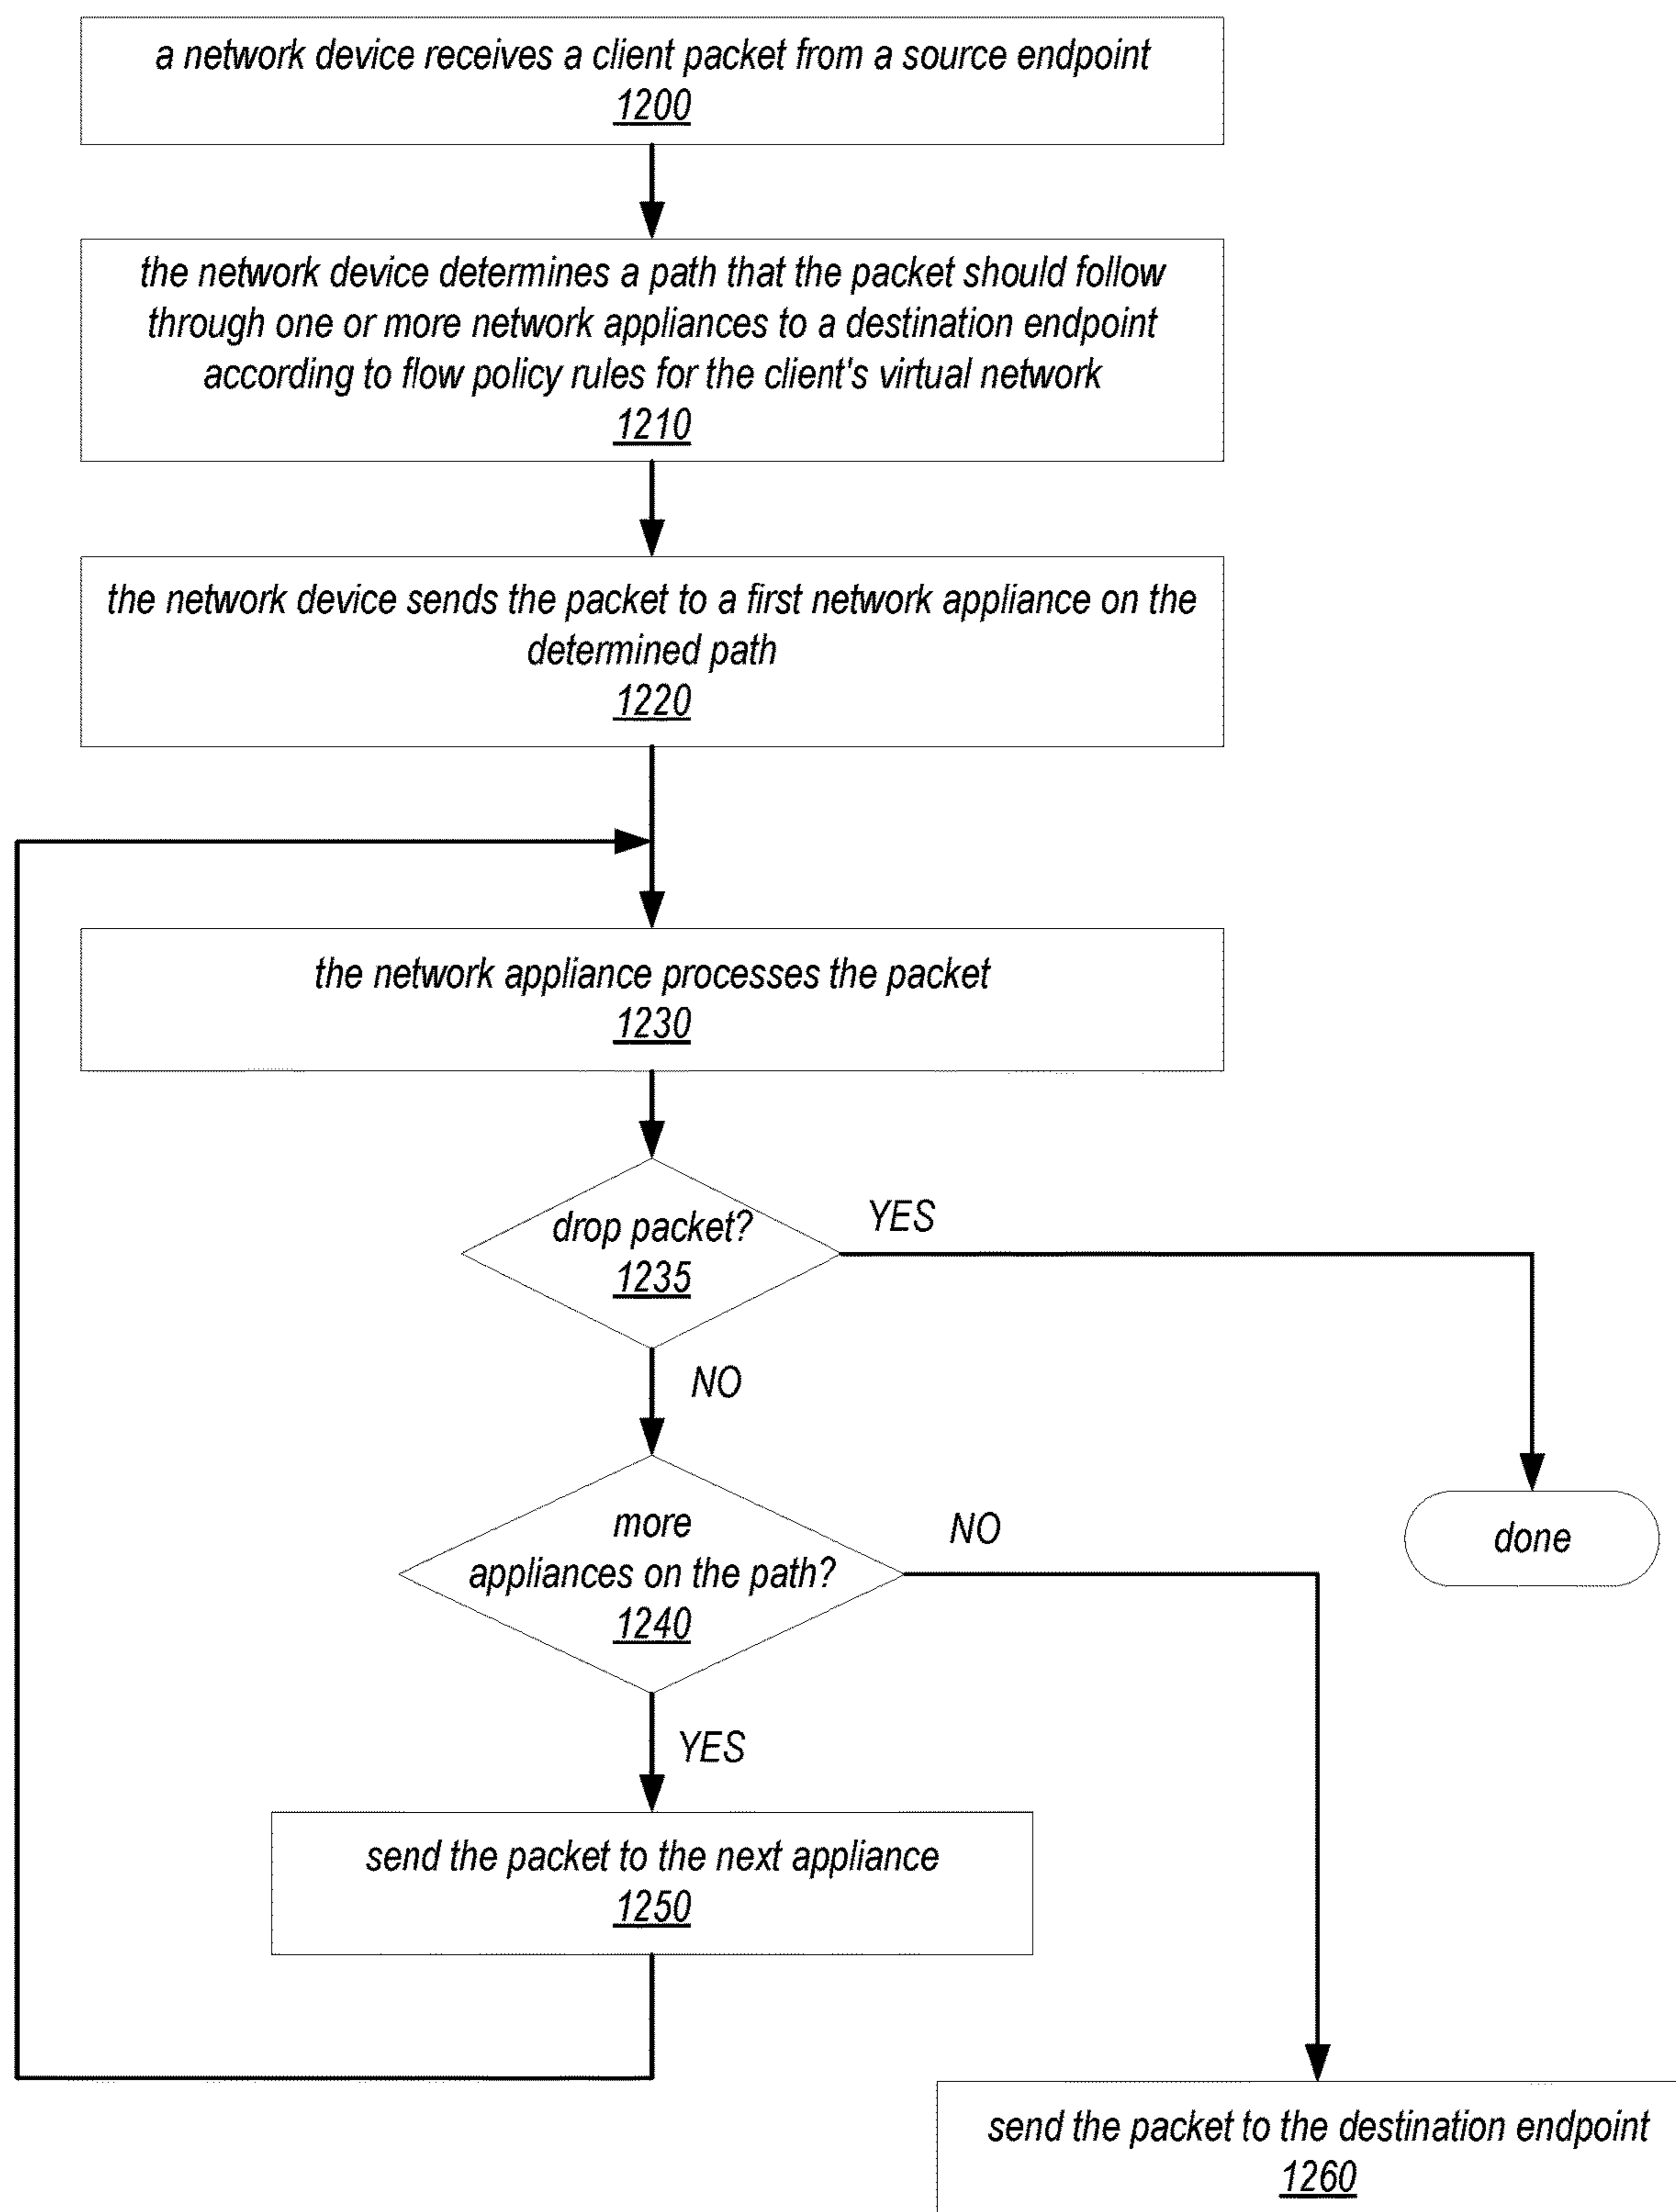 a network device receives a client packet from a source endpoint
1200
the network device determines a path that the packet should follow
through one or more network appliances to a destination endpoint
according to flow policy rules for the client's virtual network
1210
the network device sends the packet to a first network appliance on the
determined path
1220
the network appliance processes the packet
1230
drop packet?
1235
YES
NO
more
appliances on the path?
1240
NO
done
YES
send the packet to the next appliance
1250
send the packet to the destination endpoint
1260